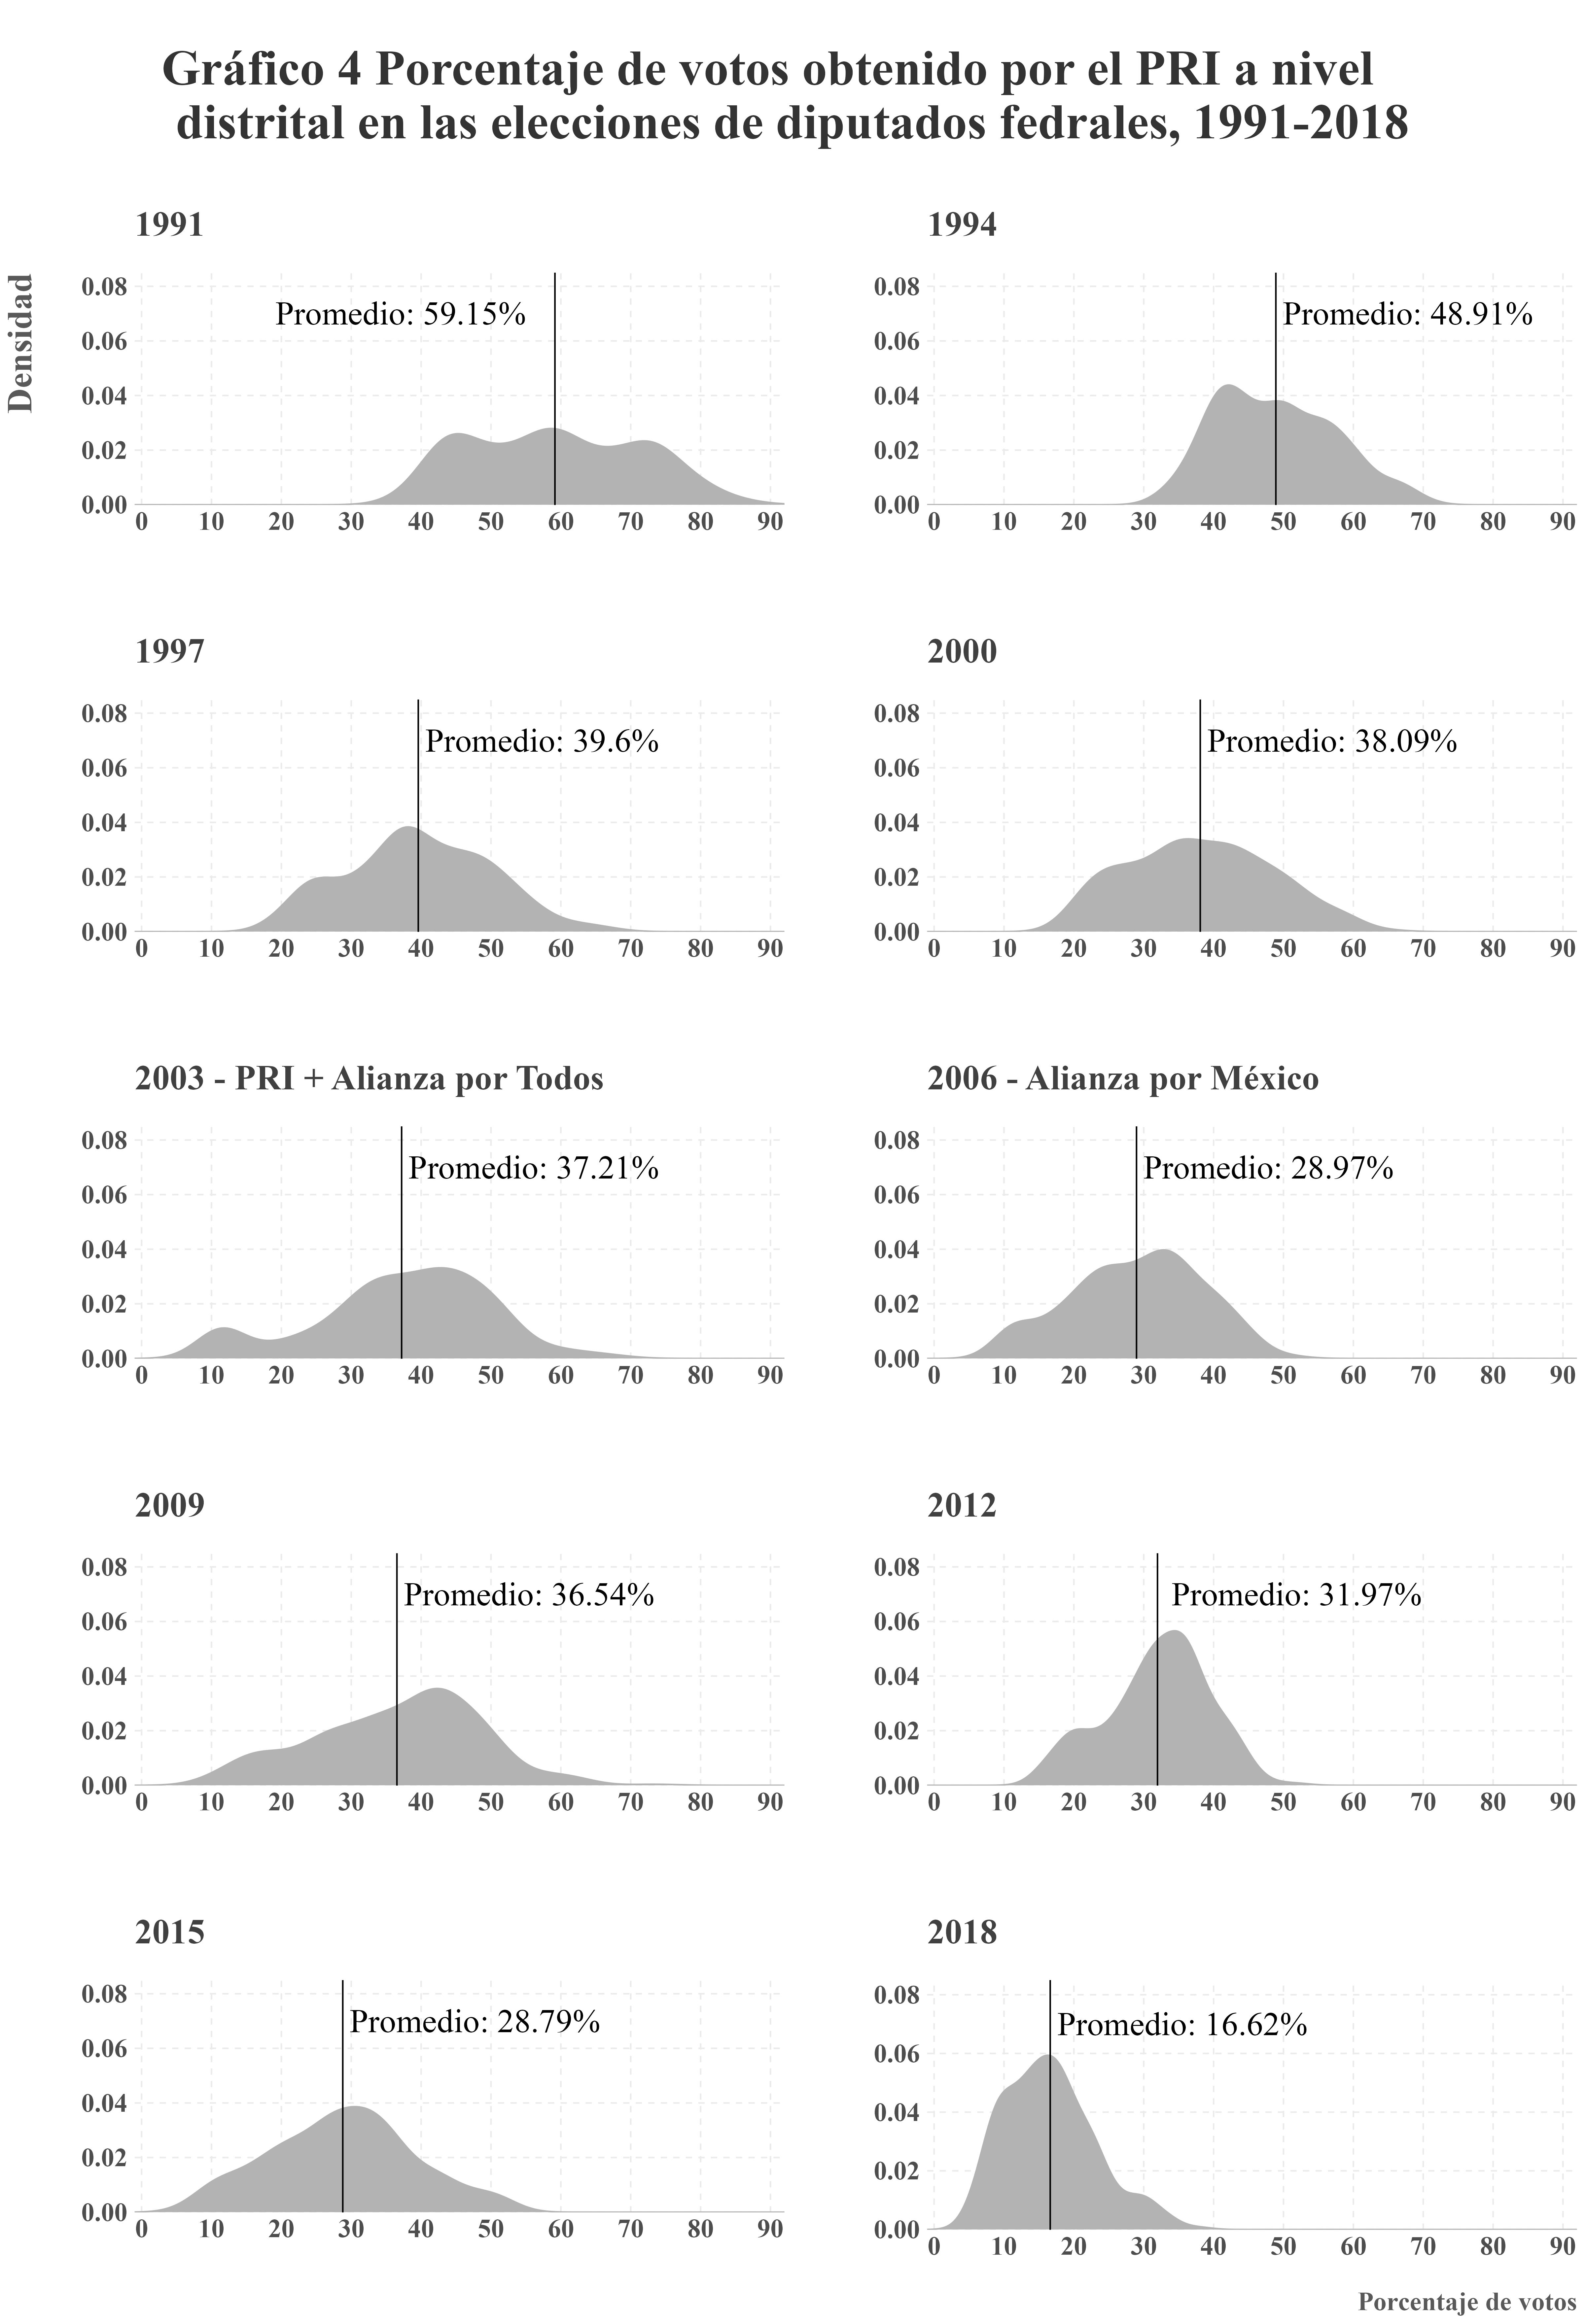 Gráfico 4 Porcentaje de votos obtenido por el PRI a nivel
distrital en las elecciones de diputados fedrales, 1991-2018
1991
Densidad
0.08
0.06
0.04
0.02
0.00
Promedio: 59.15%
0 10 20 30 40 50 60 70 80 90
1994
0.08
0.06
0.04
0.02
0.00
Promedio: 48.91%
0 10 20 30 40 50 60 70 80 90
1997
0.08
0.06
0.04
0.02
0.00
Promedio: 39.6%
0 10 20 30 40 50 60 70 80 90
2000
0.08
0.06
0.04
0.02
0.00
Promedio: 38.09%
0 10 20 30 40 50 60 70 80 90
2003 - PRI + Alianza por Todos
0.08
0.06
0.04
0.02
0.00
Promedio: 37.21%
0 10 20 30 40 50 60 70 80 90
2006 - Alianza por México
0.08
0.06
0.04
0.02
0.00
Promedio: 28.97%
0 10 20 30 40 50 60 70 80 90
2009
0.08
0.06
0.04
0.02
0.00
Promedio: 36.54%
0 10 20 30 40 50 60 70 80 90
2012
0.08
0.06
0.04
0.02
0.00
Promedio: 31.97%
0 10 20 30 40 50 60 70 80 90
2015
0.08
0.06
0.04
0.02
0.00
Promedio: 28.79%
0 10 20 30 40 50 60 70 80 90
2018
0.08
0.06
0.04
0.02
0.00
Promedio: 16.62%
0 10 20 30 40 50 60 70 80 90
Porcentaje de votos